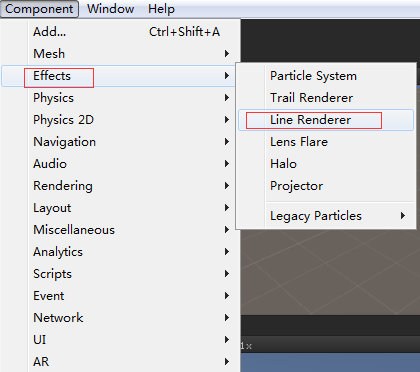 Component Window Help
Add... Ctrl+Shift+A
Mesh
Effects
Physics
Physics 2D
Navigation
Audio
Rendering
Layout
Miscellaneous
Analytics
Scripts
Event
Network
UI
AR
Particle System
Trail Renderer
Line Renderer
Lens Flare
Halo
Projector
Legacy Particles
1x